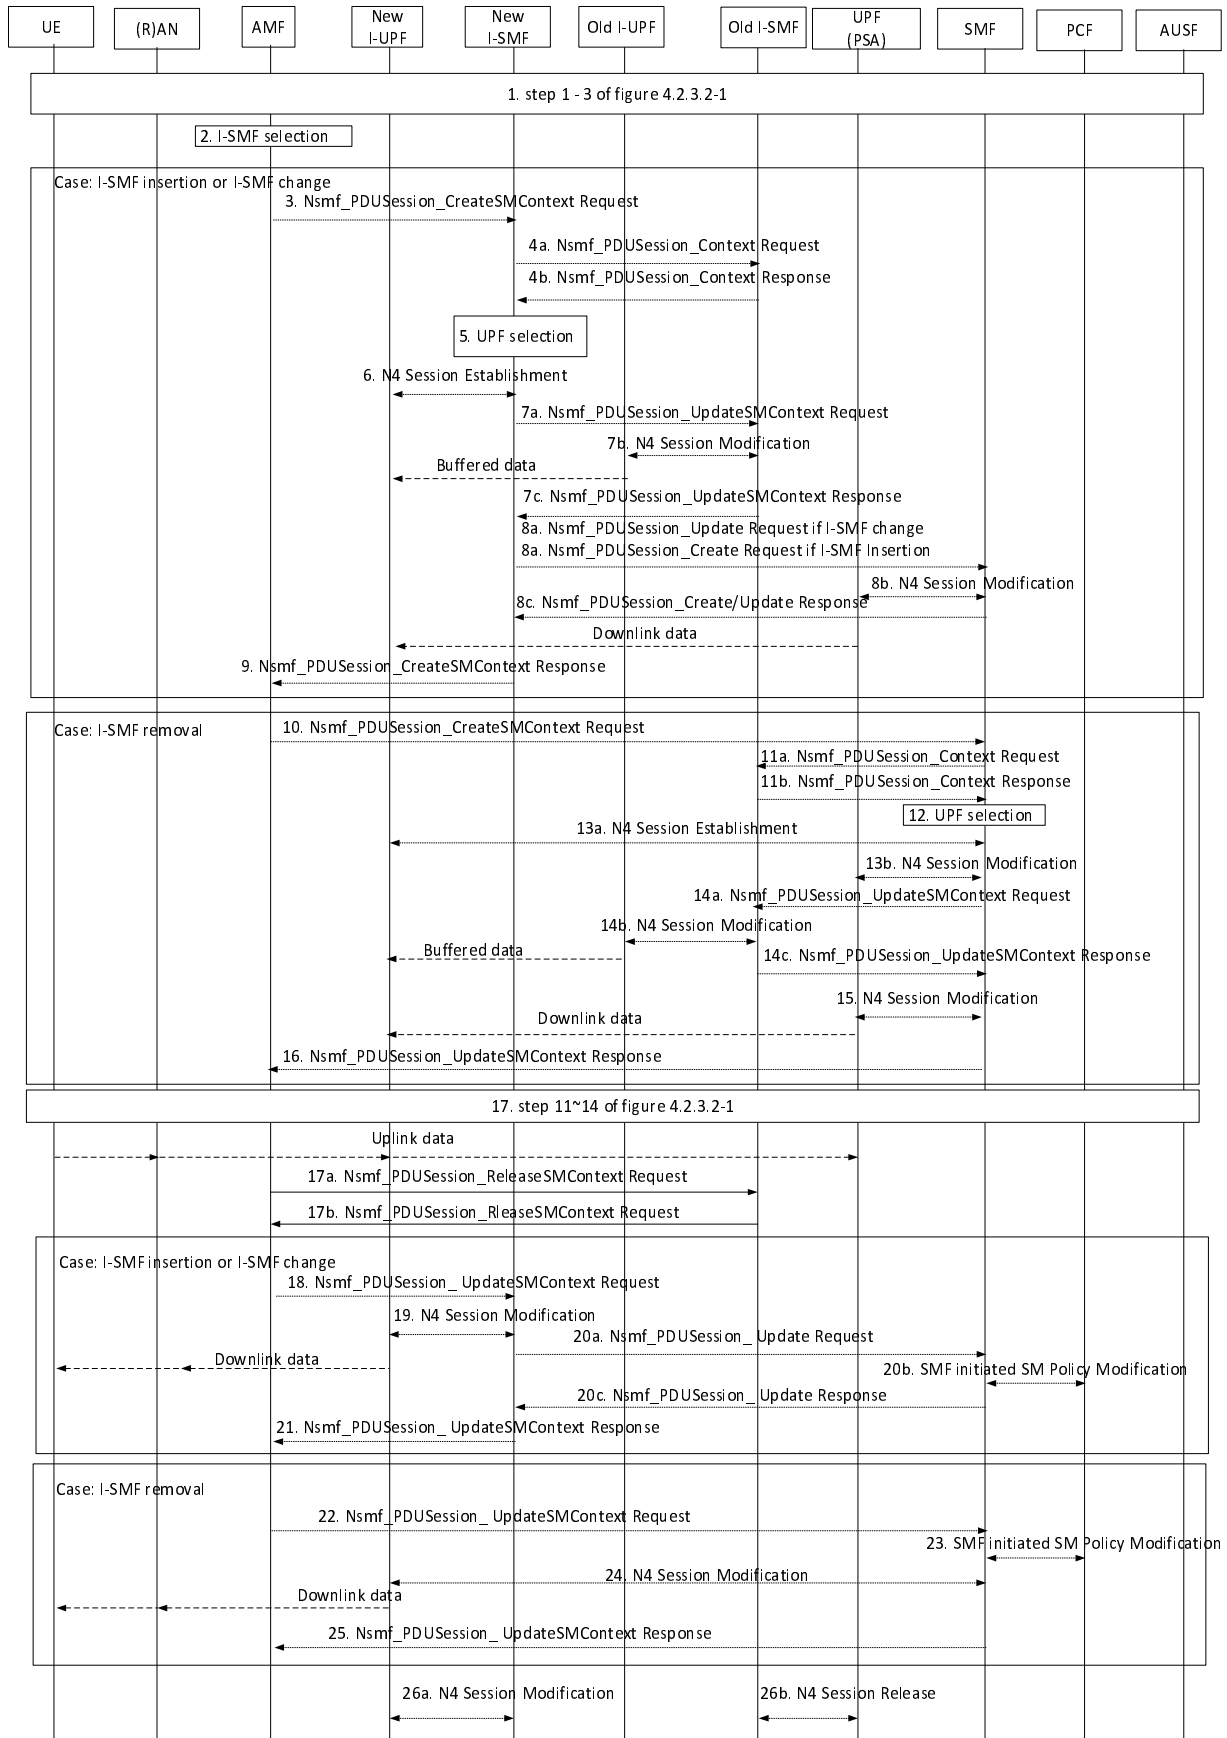 UE
(R)AN
AMF
New
I-UPF
New
I-SMF
Old I-UPF
Old I-SMF
UPF
(PSA)
SMF
PCF
AUSF
1. step 1 - 3 of figure 4.2.3.2-1
2. I-SMF selection
Case: I-SMF insertion or I-SMF change
3. Nsmf_PDUSession_CreateSMContext Request
4a. Nsmf_PDUSession_Context Request
4b. Nsmf_PDUSession_Context Response
5. UPF selection
6. N4 Session Establishment
7a. Nsmf_PDUSession_UpdateSMContext Request
7b. N4 Session Modification
Buffered data
7c. Nsmf_PDUSession_UpdateSMContext Response
8a. Nsmf_PDUSession_Update Request if I-SMF change
8a. Nsmf_PDUSession_Create Request if I-SMF Insertion
8b. N4 Session Modification
8c. Nsmf_PDUSession_Create/Update Response
Downlink data
9. Nsmf_PDUSession_CreateSMContext Response
Case: I-SMF removal
10. Nsmf_PDUSession_CreateSMContext Request
11a. Nsmf_PDUSession_Context Request
11b. Nsmf_PDUSession_Context Response
12. UPF selection
13a. N4 Session Establishment
13b. N4 Session Modification
14a. Nsmf_PDUSession_UpdateSMContext Request
14b. N4 Session Modification
Buffered data
14c. Nsmf_PDUSession_UpdateSMContext Response
15. N4 Session Modification
Downlink data
16. Nsmf_PDUSession_UpdateSMContext Response
17. step 11~14 of figure 4.2.3.2-1
Uplink data
17a. Nsmf_PDUSession_ReleaseSMContext Request
17b. Nsmf_PDUSession_RleaseSMContext Request
Case: I-SMF insertion or I-SMF change
18. Nsmf_PDUSession_ UpdateSMContext Request
19. N4 Session Modification
20a. Nsmf_PDUSession_ Update Request
Downlink data
20b. SMF initiated SM Policy Modification
20c. Nsmf_PDUSession_ Update Response
21. Nsmf_PDUSession_ UpdateSMContext Response
Case: I-SMF removal
22. Nsmf_PDUSession_ UpdateSMContext Request
23. SMF initiated SM Policy Modification
24. N4 Session Modification
Downlink data
25. Nsmf_PDUSession_ UpdateSMContext Response
26a. N4 Session Modification
26b. N4 Session Release